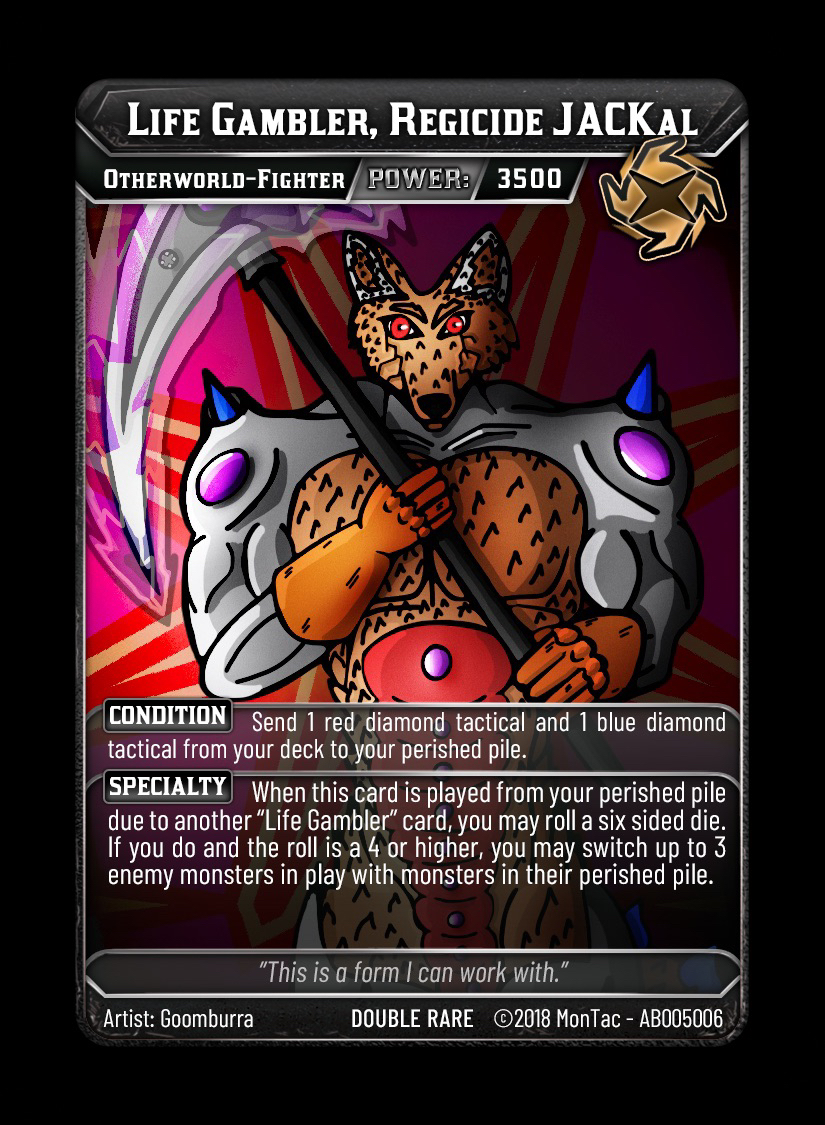 Life Gambler, Regicide JACKal
Otherworld-Fighter POWER: 3500
CONDITION Send 1 red diamond tactical and 1 blue diamond
tactical from your deck to your perished pile.
SPECIALTY When this card is played from your perished pile
due to another “Life Gambler” card, you may roll a six sided die.
If you do and the roll is a 4 or higher, you may switch up to 3
enemy monsters in play with monsters in their perished pile.
“This is a form I can work with.”
Artist: Goomburra DOUBLE RARE ©2018 MonTac - AB005006